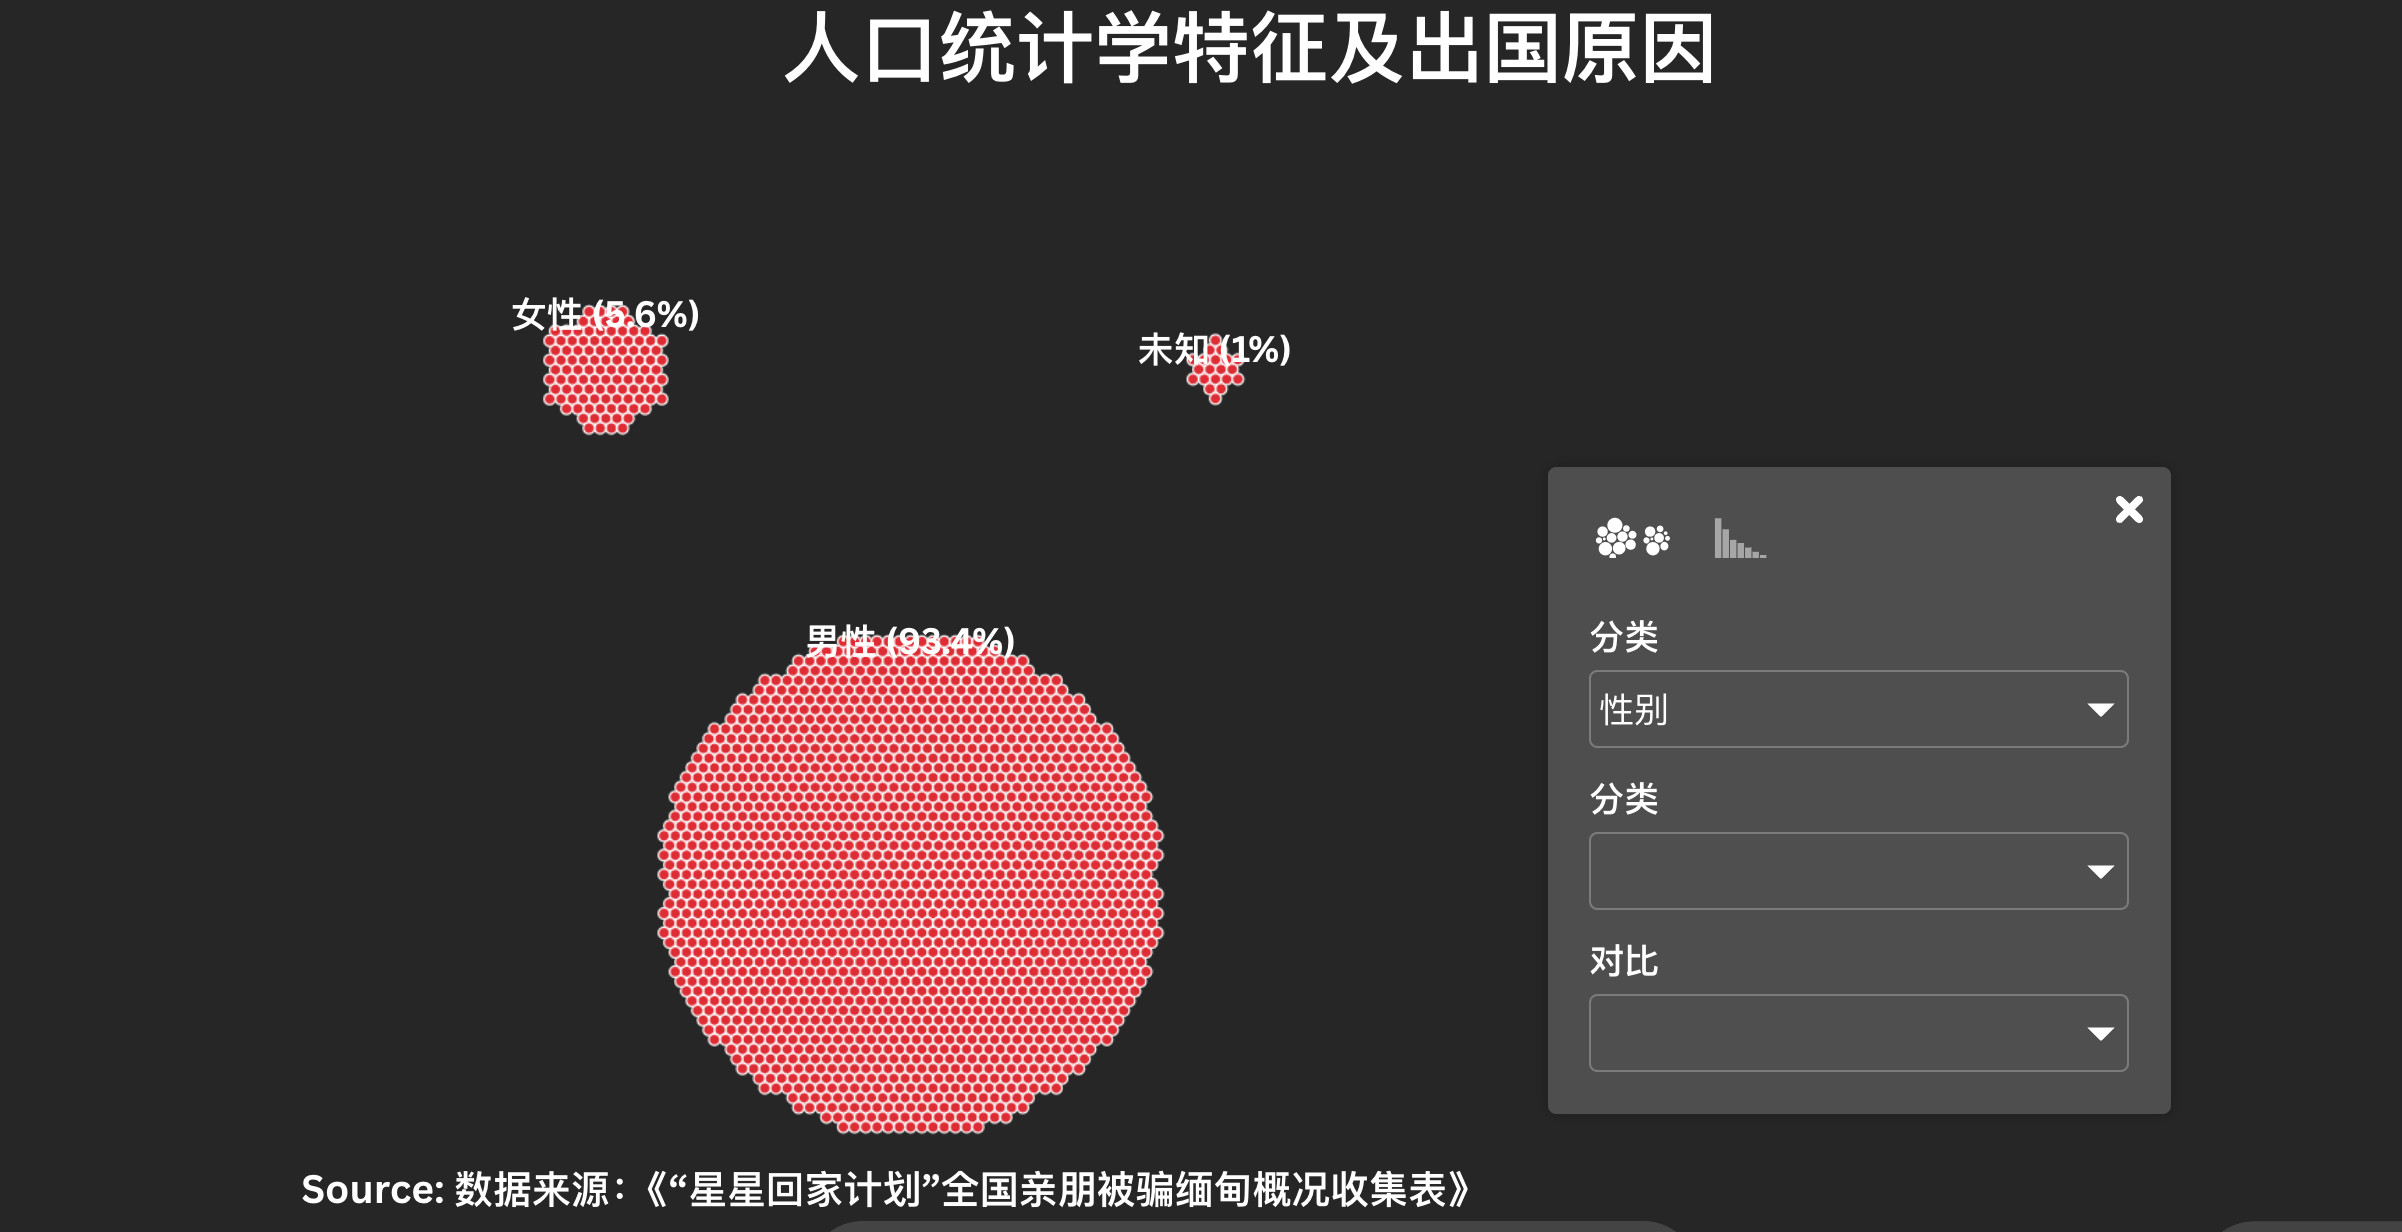 人口统计学特征及出国原因
女性 (5.6%)
未知 (1%)
男性 (93.4%)
分类
性别
分类
对比
Source: 数据来源：《“星星回家计划”全国亲朋被骗缅甸概况收集表》